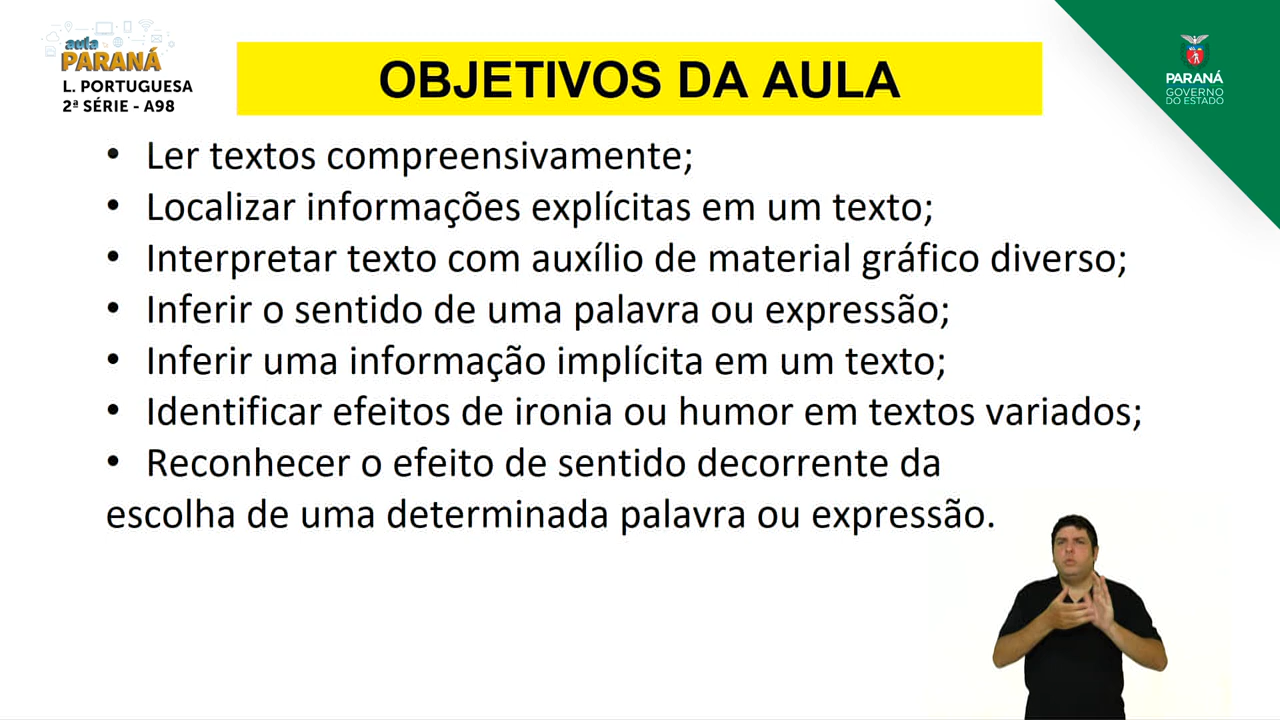 aula
PARANÁ
L. PORTUGUESA
2ª SÉRIE - A98
OBJETIVOS DA AULA
PARANÁ
GOVERNO
DO ESTADO
• Ler textos compreensivamente;
• Localizar informações explícitas em um texto;
• Interpretar texto com auxílio de material gráfico diverso;
• Inferir o sentido de uma palavra ou expressão;
• Inferir uma informação implícita em um texto;
• Identificar efeitos de ironia ou humor em textos variados;
• Reconhecer o efeito de sentido decorrente da
escolha de uma determinada palavra ou expressão.